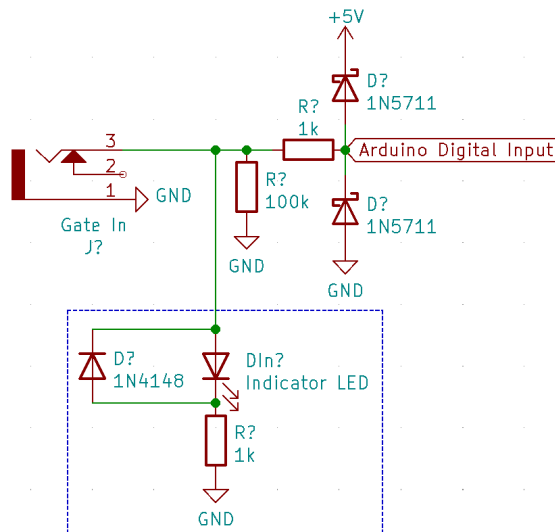 +5V
D?
1N5711
R?
1k
3
Arduino Digital Input
2
R?
100k
D?
1N5711
1
GND
Gate In
J?
GND
GND
D?
1N4148
DIn?
Indicator LED
R?
1k
GND